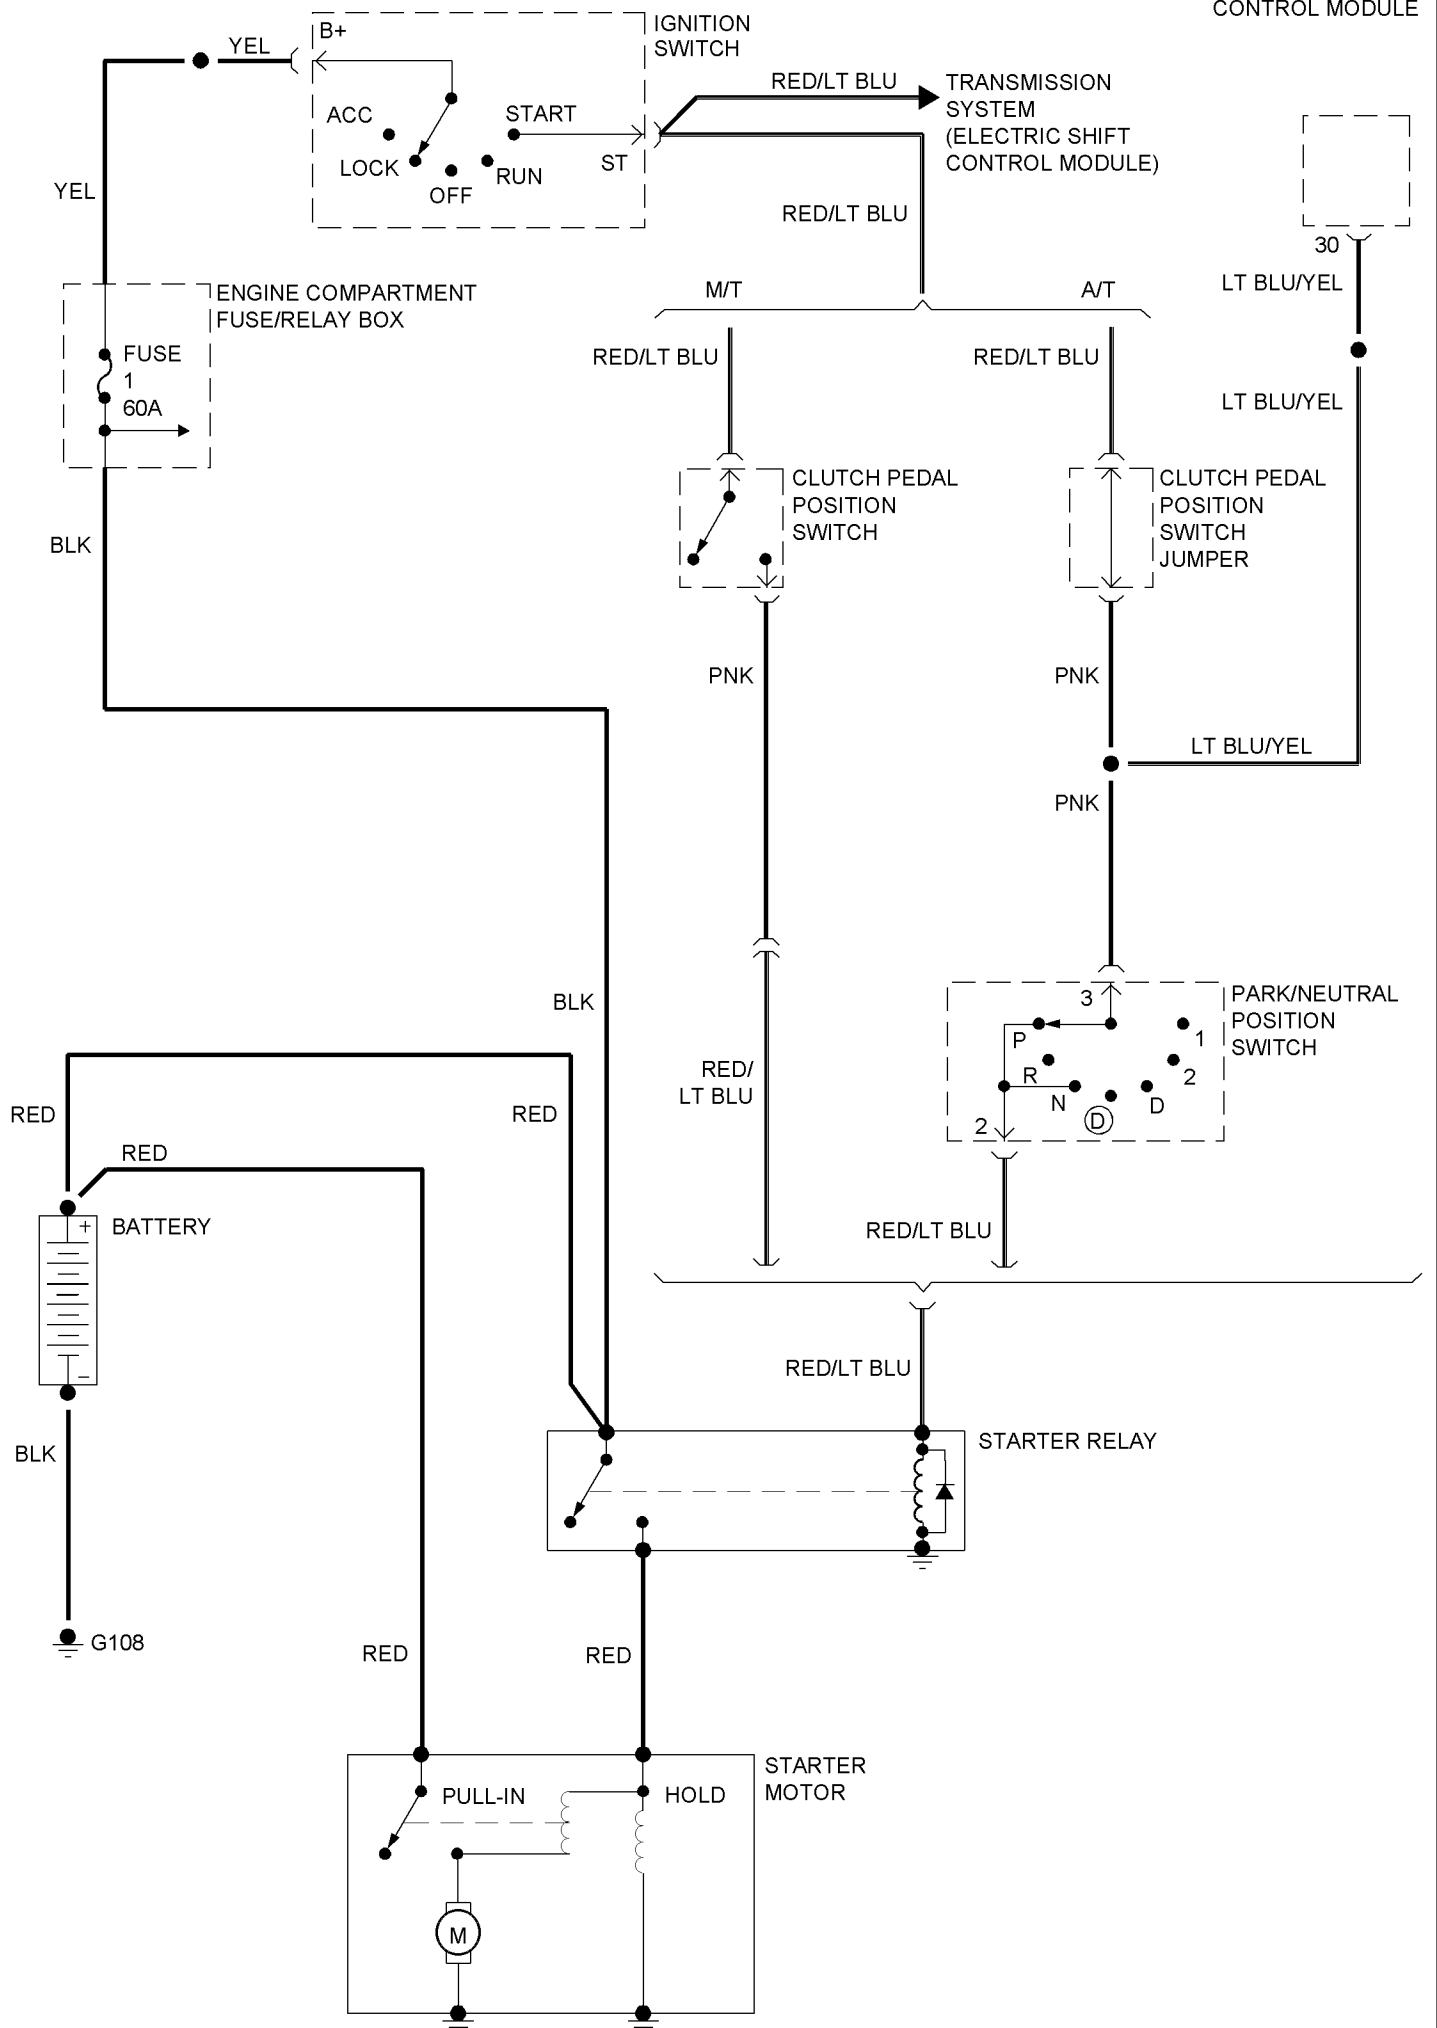 CONTROL MODULE
IGNITION
SWITCH
B+
YEL
RED/LT BLU
TRANSMISSION
SYSTEM
(ELECTRIC SHIFT
CONTROL MODULE)
ACC
START
LOCK
OFF
RUN
ST
YEL
RED/LT BLU
30
LT BLU/YEL
ENGINE COMPARTMENT
FUSE/RELAY BOX
M/T
A/T
FUSE
1
60A
RED/LT BLU
RED/LT BLU
LT BLU/YEL
CLUTCH PEDAL
POSITION
SWITCH
CLUTCH PEDAL
POSITION
SWITCH
JUMPER
BLK
PNK
PNK
LT BLU/YEL
PNK
BLK
3
PARK/NEUTRAL
POSITION
SWITCH
P
R
N
D
D
2
1
2
RED/
LT BLU
RED
RED
RED
+
BATTERY
–
RED/LT BLU
RED/LT BLU
STARTER RELAY
BLK
G108
RED
RED
STARTER
MOTOR
PULL-IN
HOLD
M